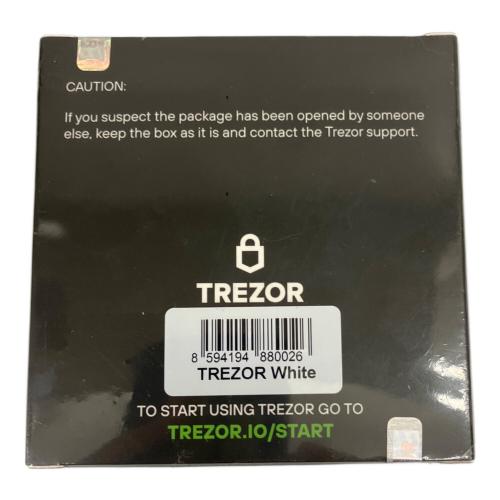 CAUTION:
If you suspect the package has been opened by someone
else, keep the box as it is and contact the Trezor support.
TREZOR
8 594194 880026
TREZOR White
TO START USING TREZOR GO TO
TREZOR.IO/START